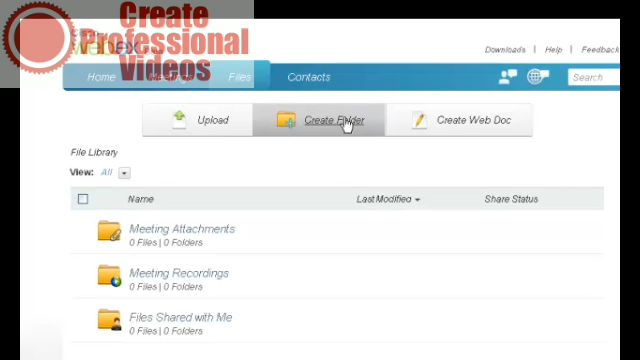 Create
Professional
Videos
webex
Downloads | Help | Feedback
Home Meetings Files Contacts
Search
Upload Create Folder Create Web Doc
File Library
View: All
Name Last Modified Share Status
Meeting Attachments
0 Files | 0 Folders
Meeting Recordings
0 Files | 0 Folders
Files Shared with Me
0 Files | 0 Folders